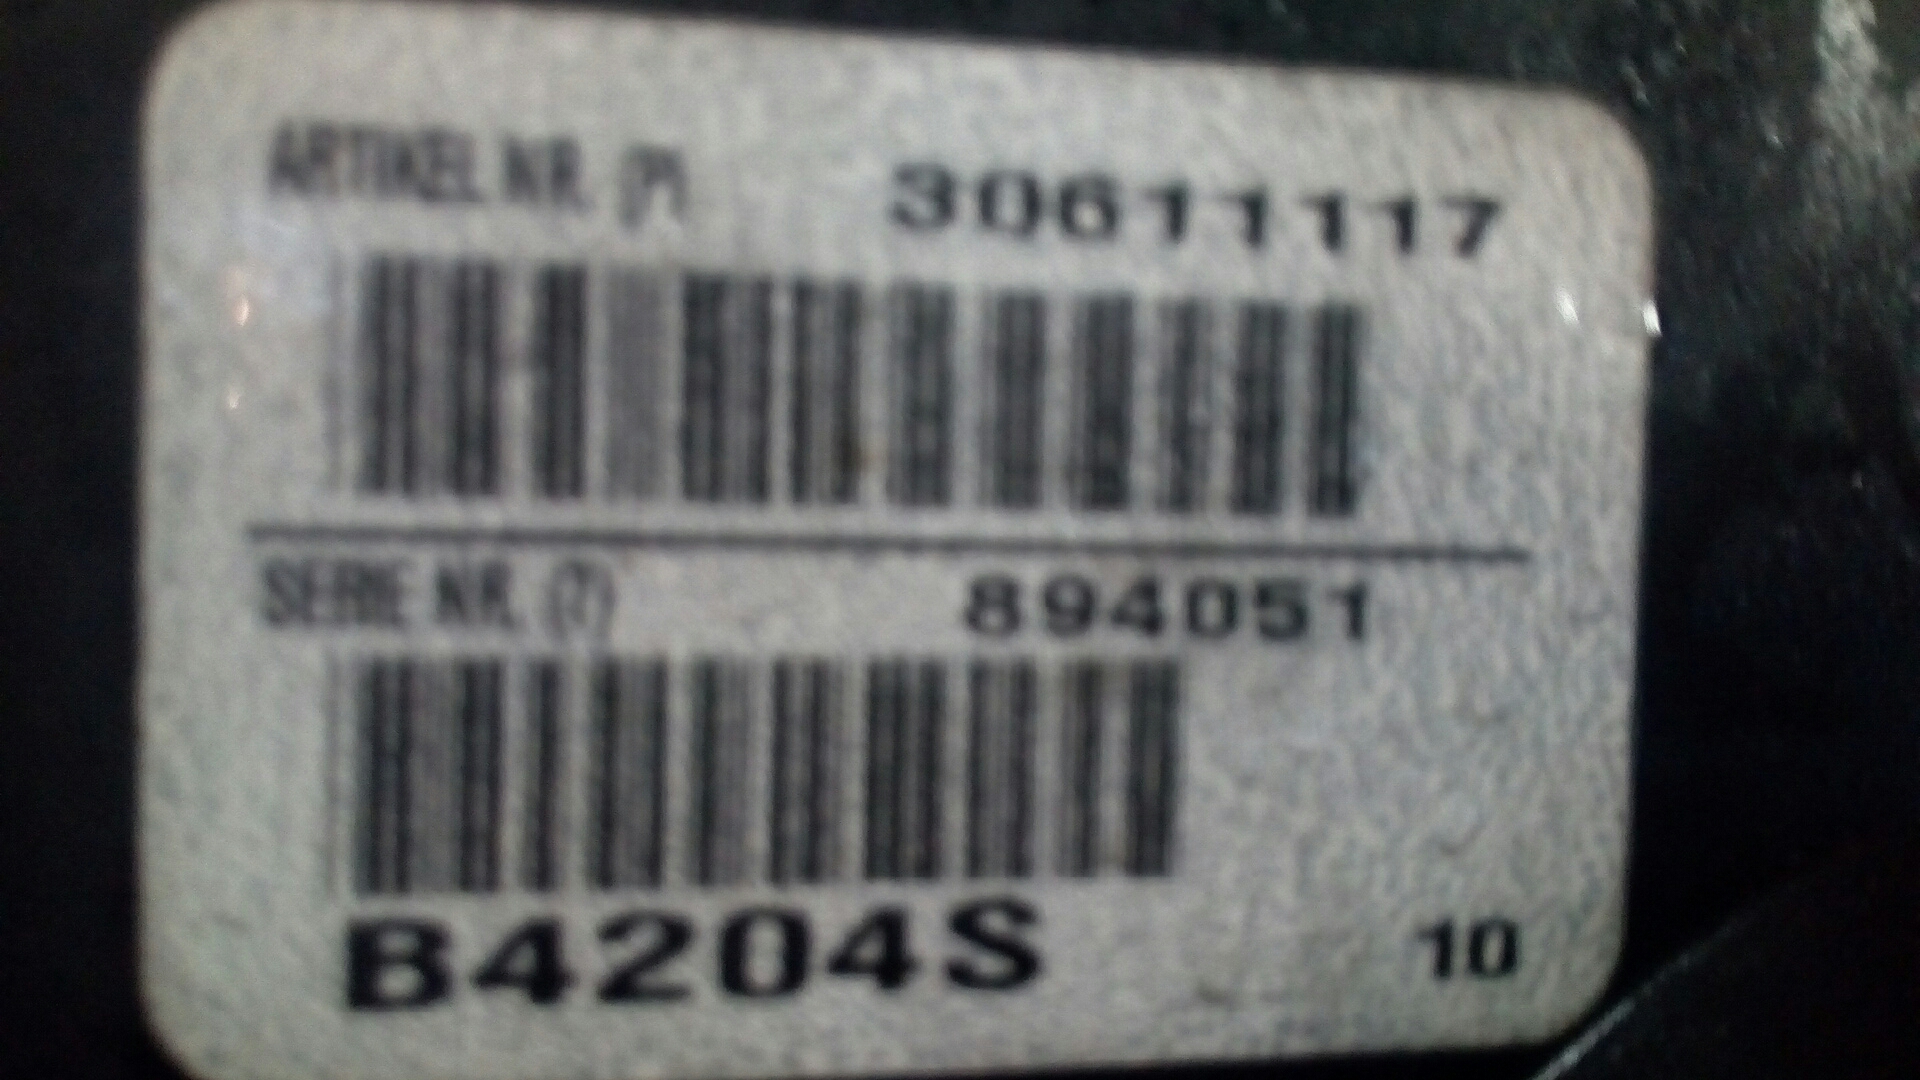 ARTIKEL NR. (P) 30611117
SERIE NR. (?) 894051
B4204S 10